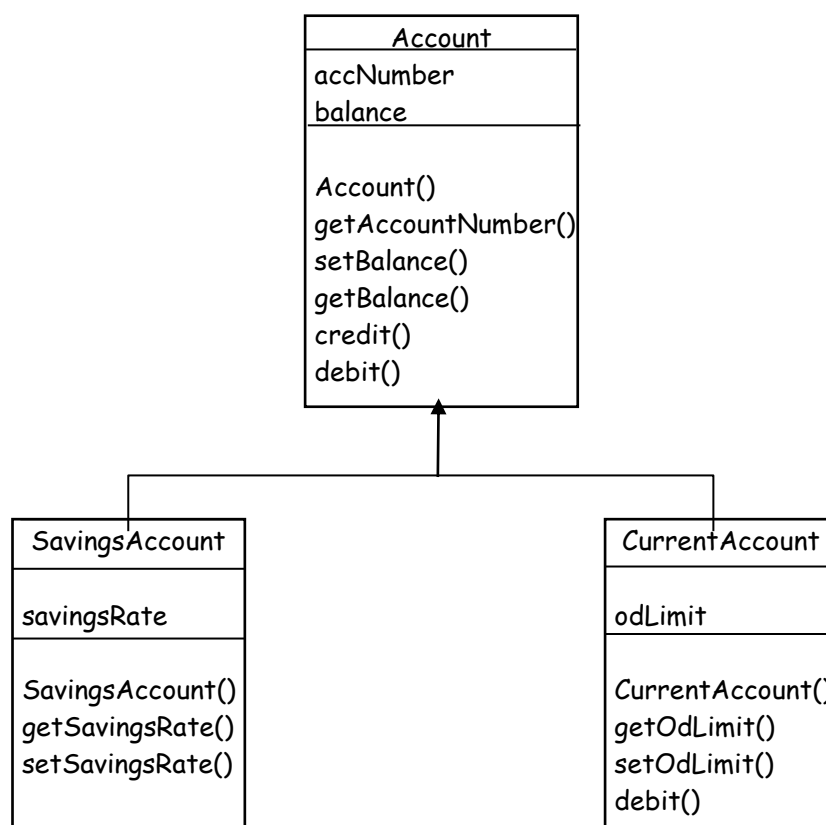 Account
accNumber
balance
Account()
getAccountNumber()
setBalance()
getBalance()
credit()
debit()
SavingsAccount
savingsRate
SavingsAccount()
getSavingsRate()
setSavingsRate()
CurrentAccount
odLimit
CurrentAccount()
getOdLimit()
setOdLimit()
debit()